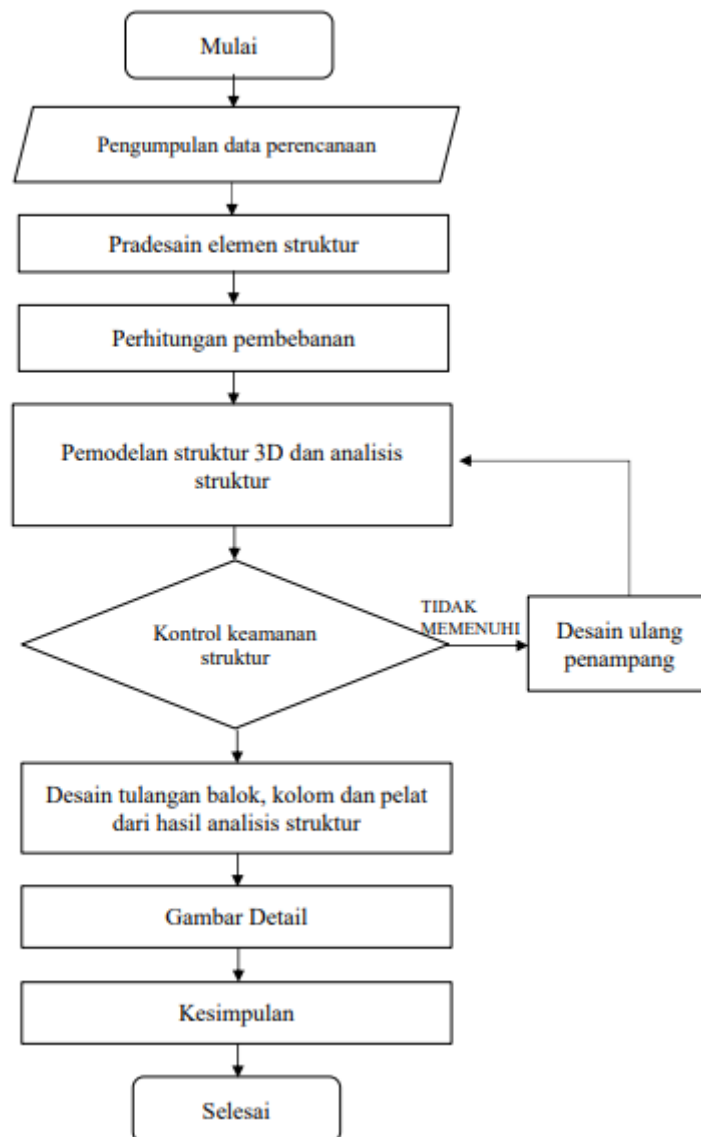 Mulai
Pengumpulan data perencanaan
Pradesain elemen struktur
Perhitungan pembebanan
Pemodelan struktur 3D dan analisis
struktur
Kontrol keamanan
struktur
TIDAK
MEMENUHI
Desain ulang
penampang
Desain tulangan balok, kolom dan pelat
dari hasil analisis struktur
Gambar Detail
Kesimpulan
Selesai